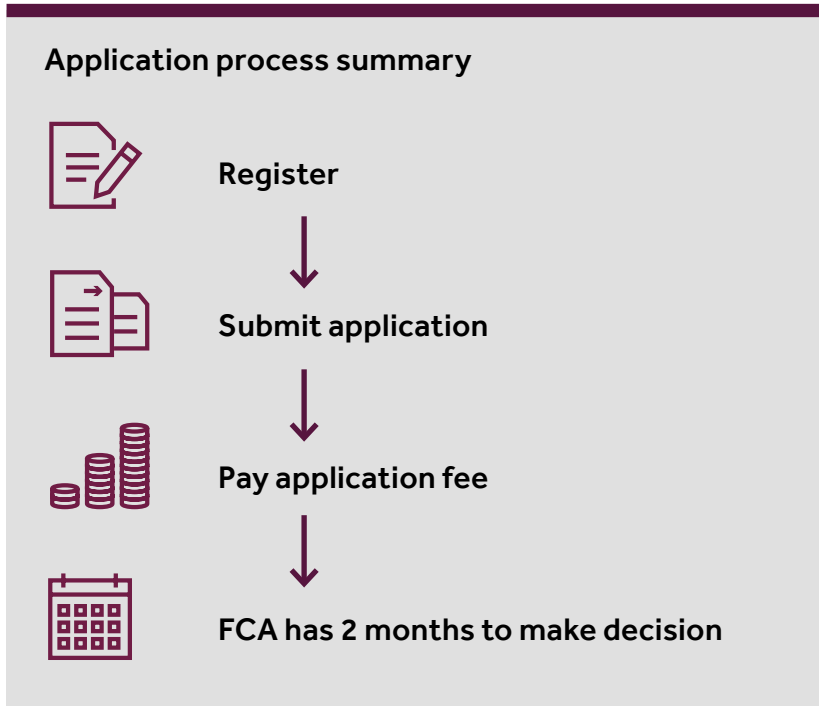 Application process summary
Register
Submit application
Pay application fee
FCA has 2 months to make decision